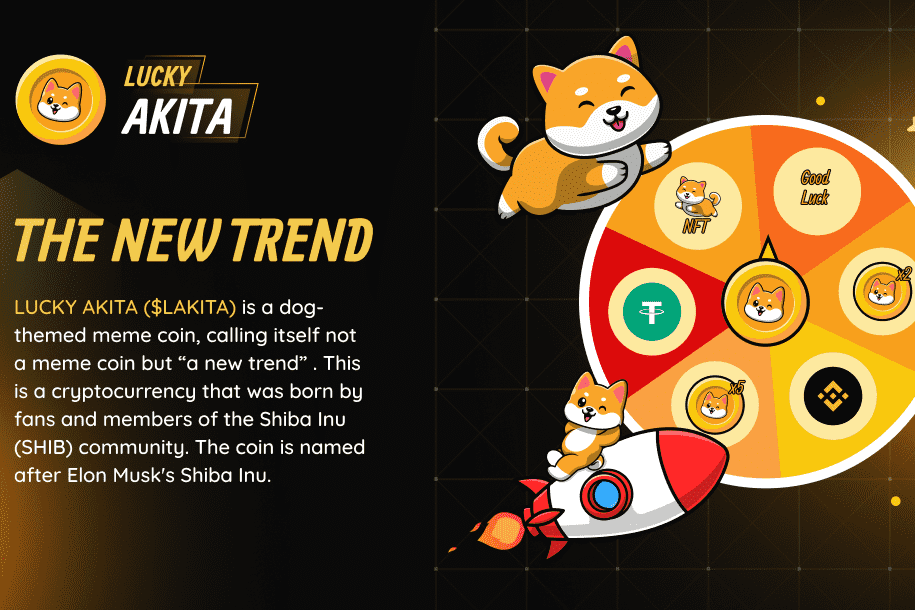 LUCKY
AKITA
THE NEW TREND
LUCKY AKITA ($LAKITA) is a dog-
themed meme coin, calling itself not
a meme coin but “a new trend” . This
is a cryptocurrency that was born by
fans and members of the Shiba Inu
(SHIB) community. The coin is named
after Elon Musk's Shiba Inu.
Good
Luck
NFT
x2
x5